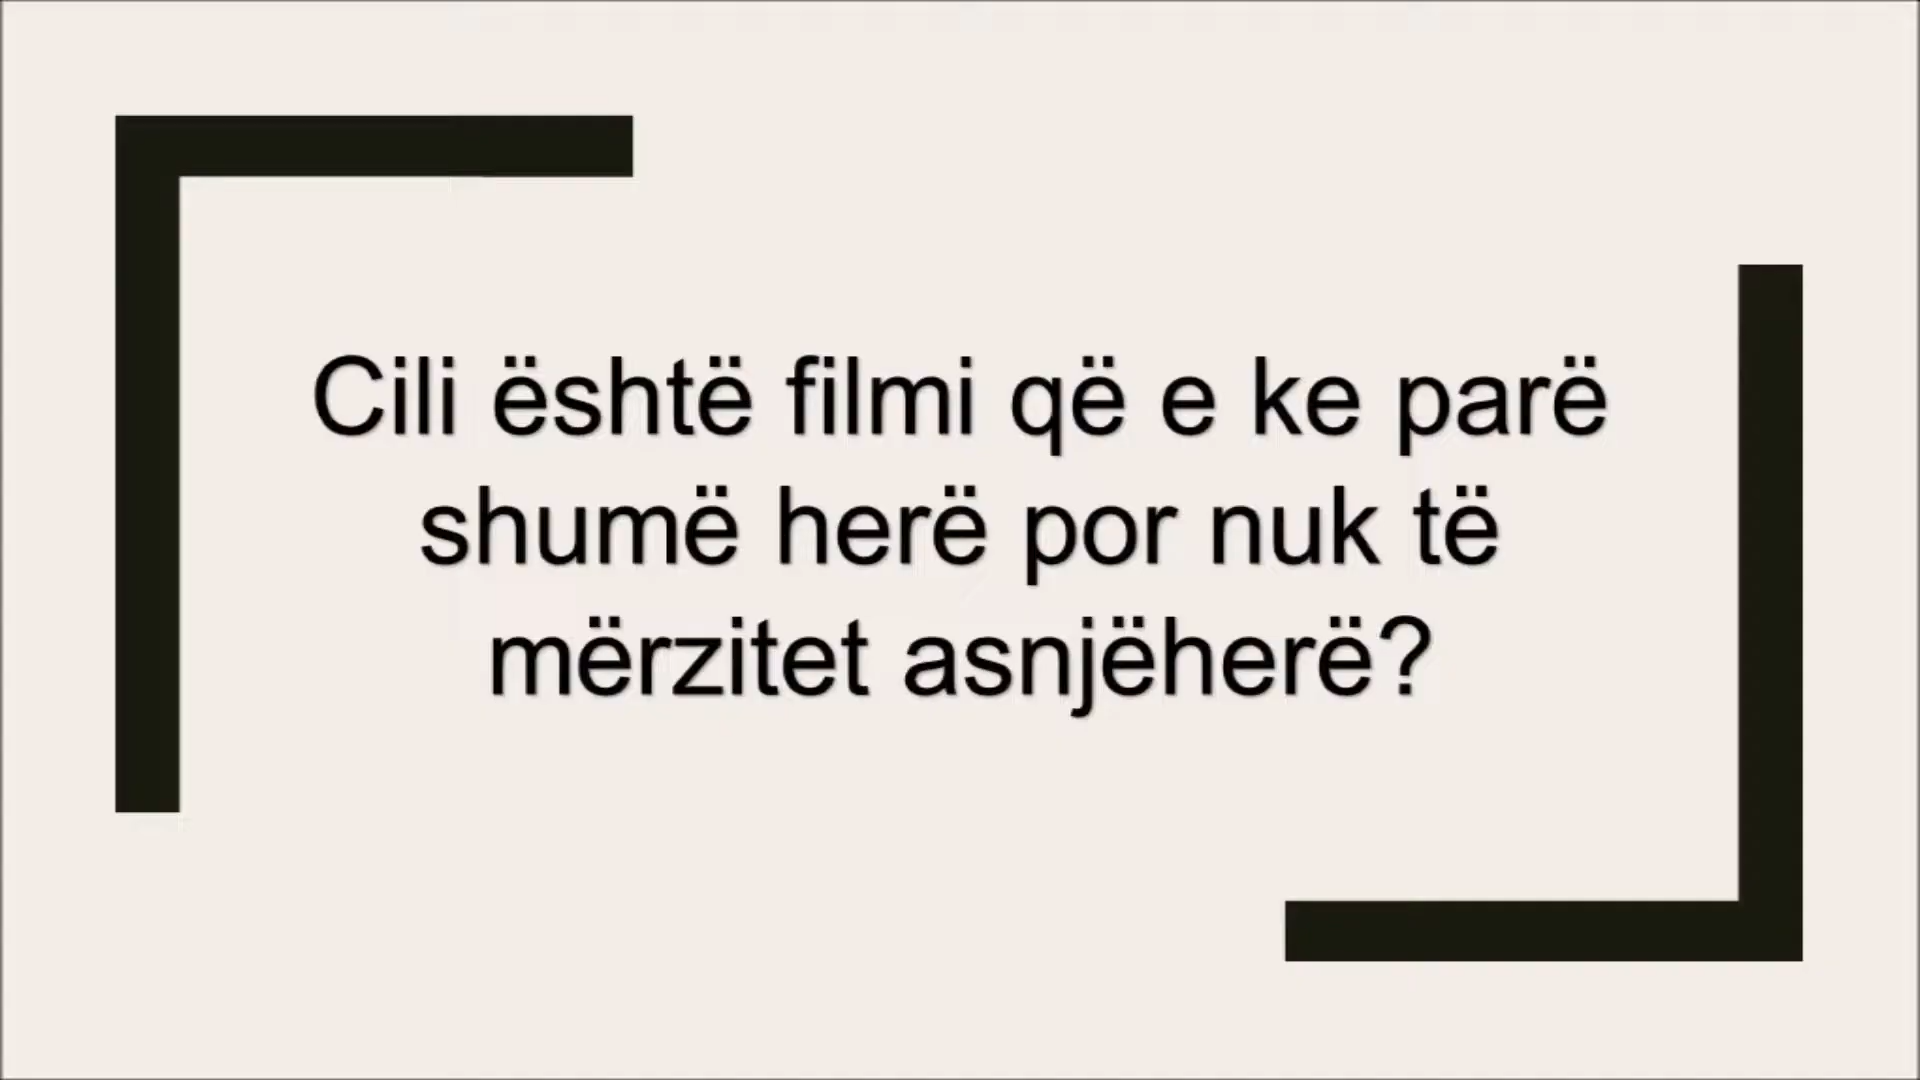 Cili është filmi që e ke parë
shumë herë por nuk të
mërzitet asnjëherë?